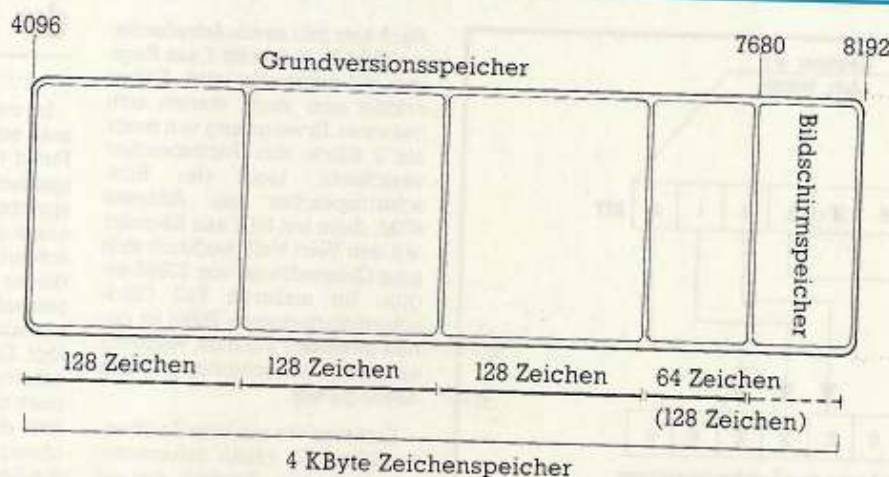 4096
7680
8192
Grundversionsspeicher
Bildschirmspeicher
128 Zeichen
128 Zeichen
128 Zeichen
64 Zeichen
(128 Zeichen)
4 KByte Zeichenspeicher